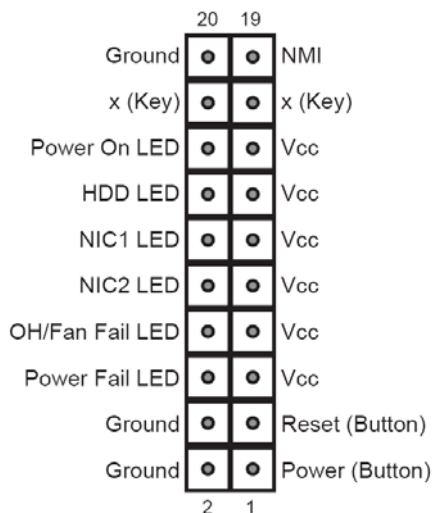 20 19
Ground NMI
x (Key) x (Key)
Power On LED Vcc
HDD LED Vcc
NIC1 LED Vcc
NIC2 LED Vcc
OH/Fan Fail LED Vcc
Power Fail LED Vcc
Ground Reset (Button)
Ground Power (Button)
2 1